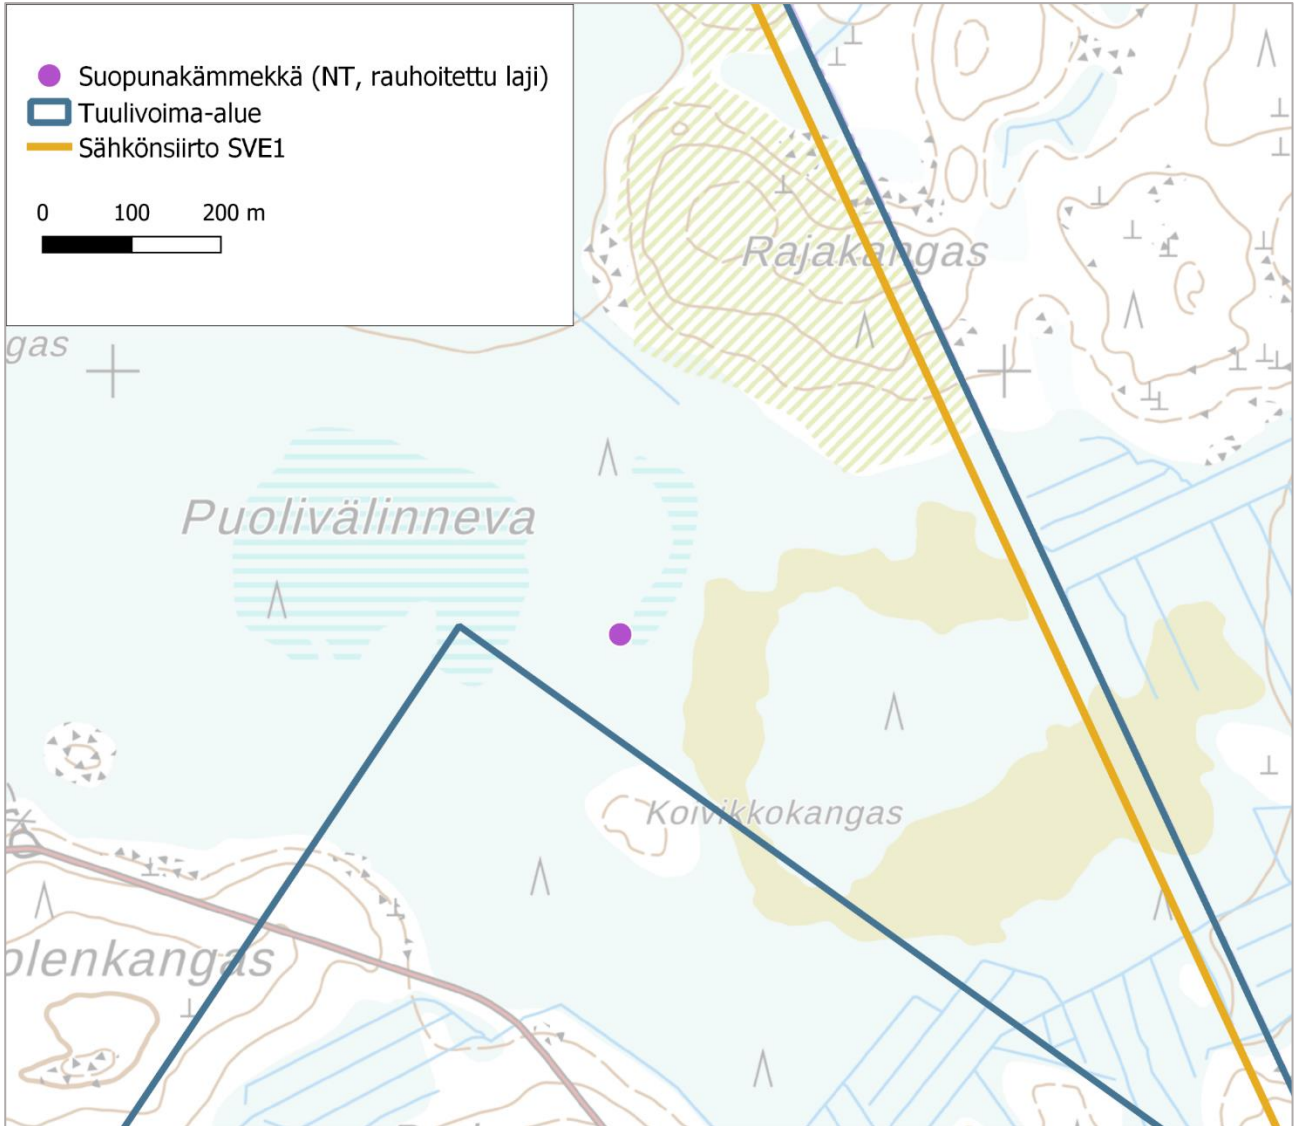 Suopunakämmekkä (NT, rauhoitettu laji)
Tuulivoima-alue
Sähkönsiirto SVE1
0 100 200 m
Rajakangas
gas
Puolivälinneva
Koivikkokangas
olenkangas